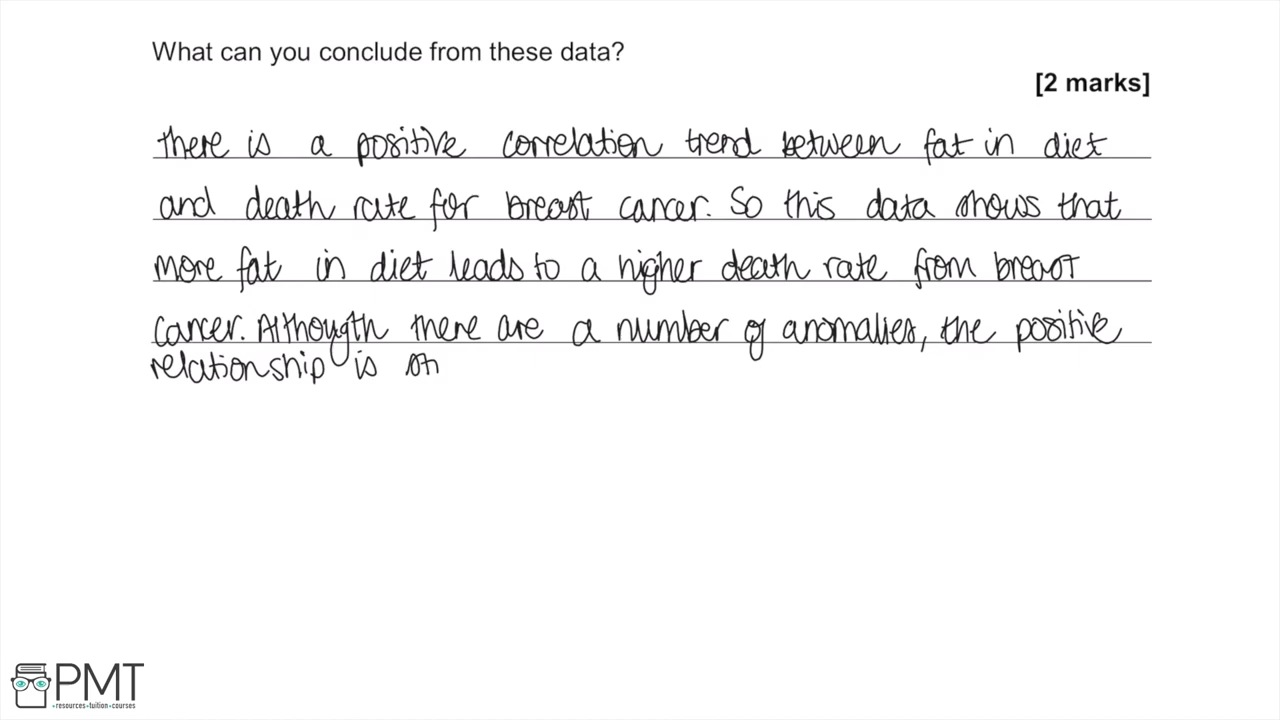 What can you conclude from these data?
[2 marks]
there is a positive correlation trend between fat in diet
and death rate for breast cancer. So this data shows that
more fat in diet leads to a higher death rate from breast
cancer. Althougth there are a number of anomalies, the positive
relationship is sh
PMT
•resources•tuition•courses